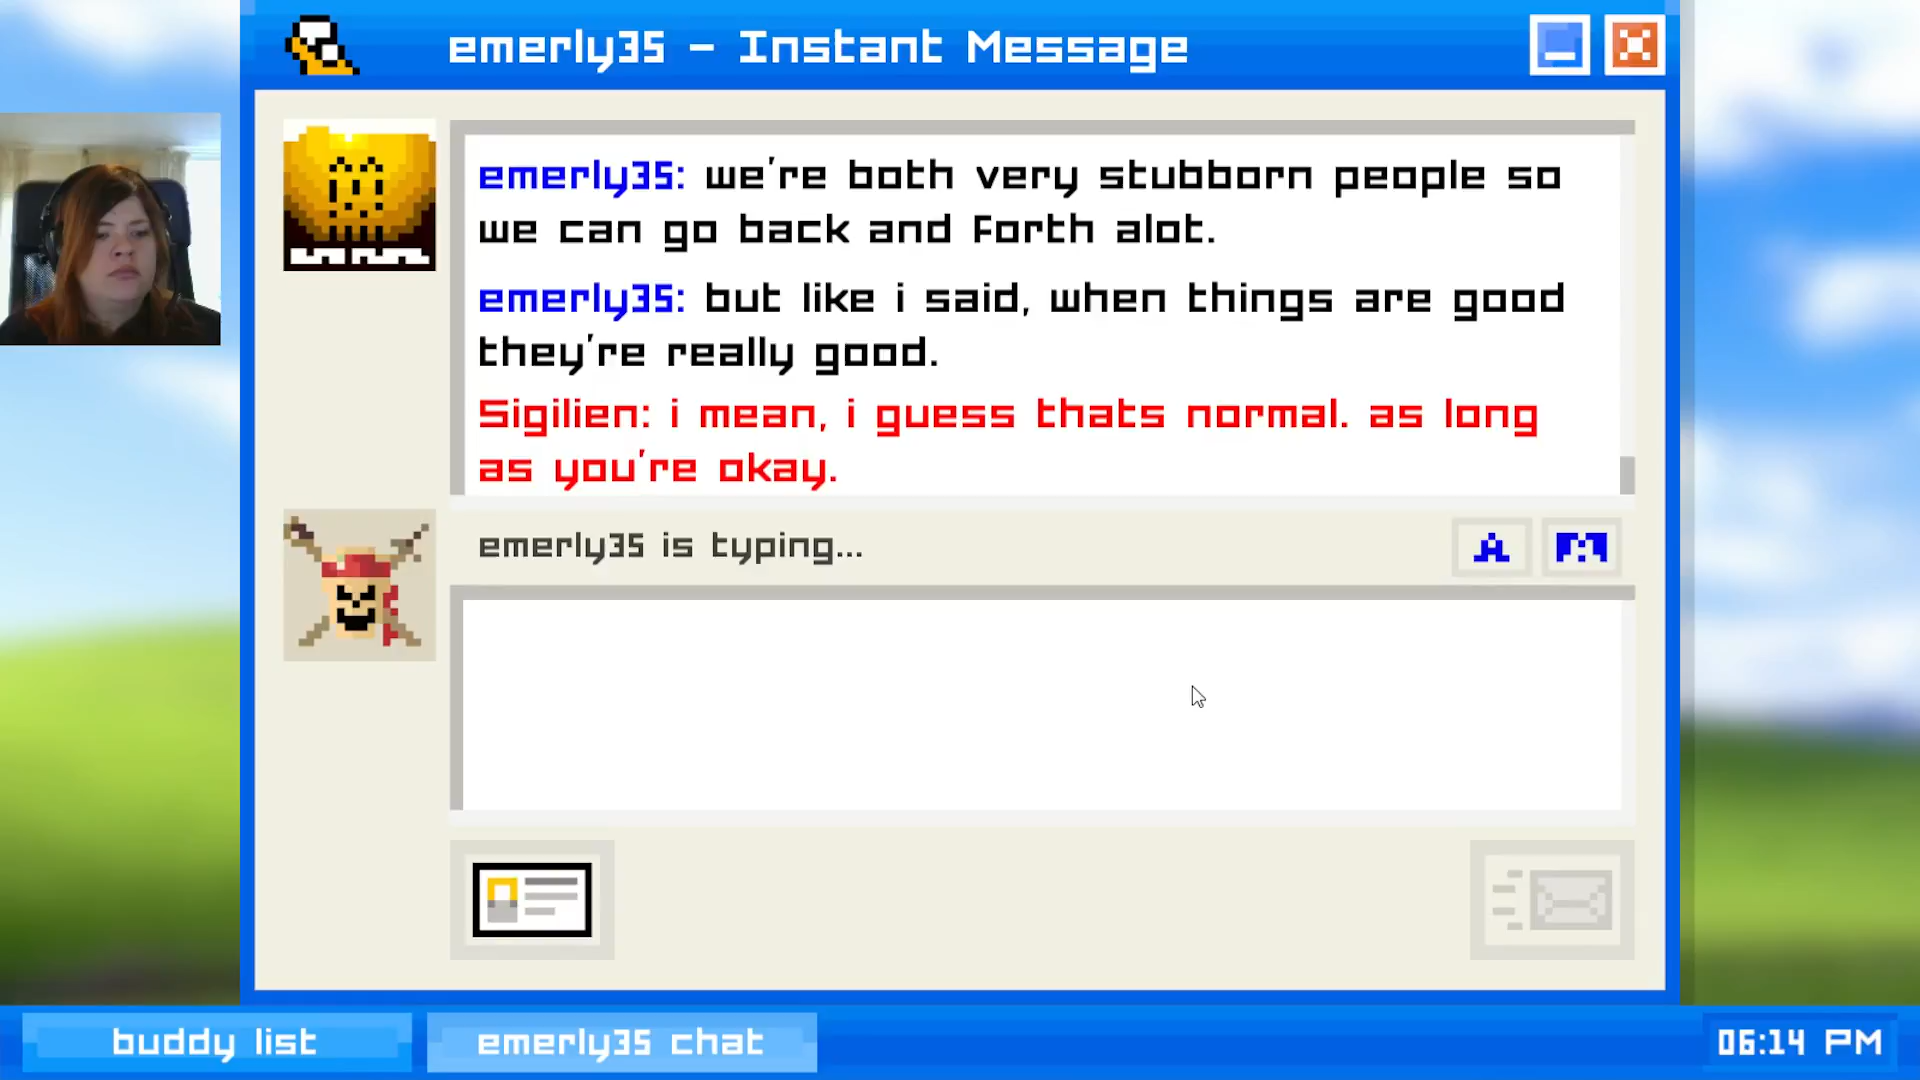 emerly35 - Instant Message
emerly35: we're both very stubborn people so
we can go back and forth alot.
emerly35: but like i said, when things are good
they're really good.
Sigilien: i mean, i guess thats normal. as long
as you're okay.
emerly35 is typing...
A
buddy list
emerly35 chat
06:14 PM